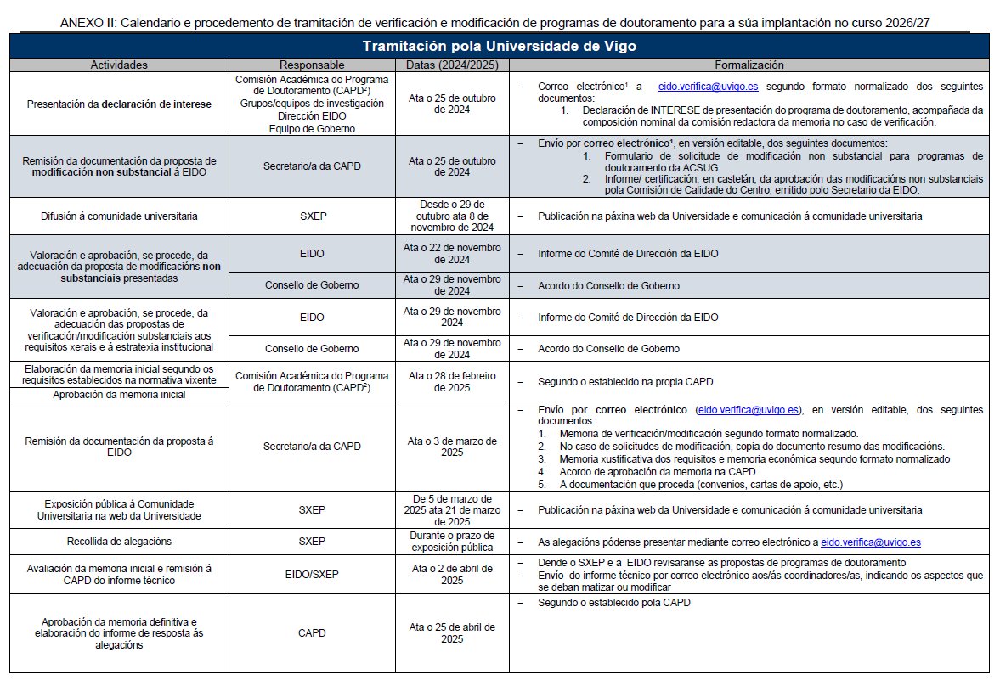 ANEXO II: Calendario e procedemento de tramitación de verificación e modificación de programas de doutoramento para a súa implantación no curso 2026/27
Tramitación pola Universidade de Vigo
Actividades
Responsable
Datas (2024/2025)
Formalización
Presentación da declaración de interese
Comisión Académica do Programa
de Doutoramento (CAPD²)
Grupos/equipos de investigación
Dirección EIDO
Equipo de Goberno
Ata o 25 de outubro
de 2024
– Correo electrónico¹ a eido.verifica@uvigo.es segundo formato normalizado dos seguintes
documentos:
1. Declaración de INTERESE de presentación do programa de doutoramento, acompañada da
composición nominal da comisión redactora da memoria no caso de verificación.
Remisión da documentación da proposta de
modificación non substancial á EIDO
Secretario/a da CAPD
Ata o 25 de outubro
de 2024
– Envío por correo electrónico¹, en versión editable, dos seguintes documentos:
1. Formulario de solicitude de modificación non substancial para programas de
doutoramento da ACSUG.
2. Informe/ certificación, en castelán, da aprobación das modificacións non substanciais
pola Comisión de Calidade do Centro, emitido polo Secretario da EIDO.
Difusión á comunidade universitaria
SXEP
Desde o 29 de
outubro ata 8 de
novembro de 2024
– Publicación na páxina web da Universidade e comunicación á comunidade universitaria
Valoración e aprobación, se procede, da
adecuación da proposta de modificacións non
substanciais presentadas
EIDO
Ata o 22 de novembro
de 2024
– Informe do Comité de Dirección da EIDO
Consello de Goberno
Ata o 29 de novembro
de 2024
– Acordo do Consello de Goberno
Valoración e aprobación, se procede, da
adecuación das propostas de
verificación/modificación substanciais aos
requisitos xerais e á estratexia institucional
EIDO
Ata o 29 de novembro
2024
– Informe do Comité de Dirección da EIDO
Consello de Goberno
Ata o 29 de novembro
de 2024
– Acordo do Consello de Goberno
Elaboración da memoria inicial segundo os
requisitos establecidos na normativa vixente
Aprobación da memoria inicial
Comisión Académica do Programa
de Doutoramento (CAPD²)
Ata o 28 de febreiro
de 2025
– Segundo o establecido na propia CAPD
Remisión da documentación da proposta á
EIDO
Secretario/a da CAPD
Ata o 3 de marzo de
2025
– Envío por correo electrónico (eido.verifica@uvigo.es), en versión editable, dos seguintes
documentos:
1. Memoria de verificación/modificación segundo formato normalizado.
2. No caso de solicitudes de modificación, copia do documento resumo das modificacións.
3. Memoria xustificativa dos requisitos e memoria económica segundo formato normalizado
4. Acordo de aprobación da memoria na CAPD
5. A documentación que proceda (convenios, cartas de apoio, etc.)
Exposición pública á Comunidade
Universitaria na web da Universidade
SXEP
De 5 de marzo de
2025 ata 21 de marzo
de 2025
– Publicación na páxina web da Universidade e comunicación á comunidade universitaria
Recollida de alegacións
SXEP
Durante o prazo de
exposición pública
– As alegacións pódense presentar mediante correo electrónico a eido.verifica@uvigo.es
Avaliación da memoria inicial e remisión á
CAPD do informe técnico
EIDO/SXEP
Ata o 2 de abril de
2025
– Dende o SXEP e a EIDO revisaranse as propostas de programas de doutoramento
– Envío do informe técnico por correo electrónico aos/ás coordinadores/as, indicando os aspectos que
se deban matizar ou modificar
Aprobación da memoria definitiva e
elaboración do informe de resposta ás
alegacións
CAPD
Ata o 25 de abril de
2025
– Segundo o establecido pola CAPD